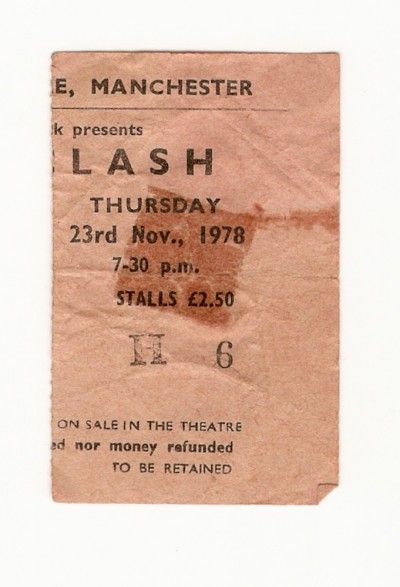 E, MANCHESTER
k presents
LASH
THURSDAY
23rd Nov., 1978
7-30 p.m.
STALLS £2.50
H 6
ON SALE IN THE THEATRE
ed nor money refunded
TO BE RETAINED